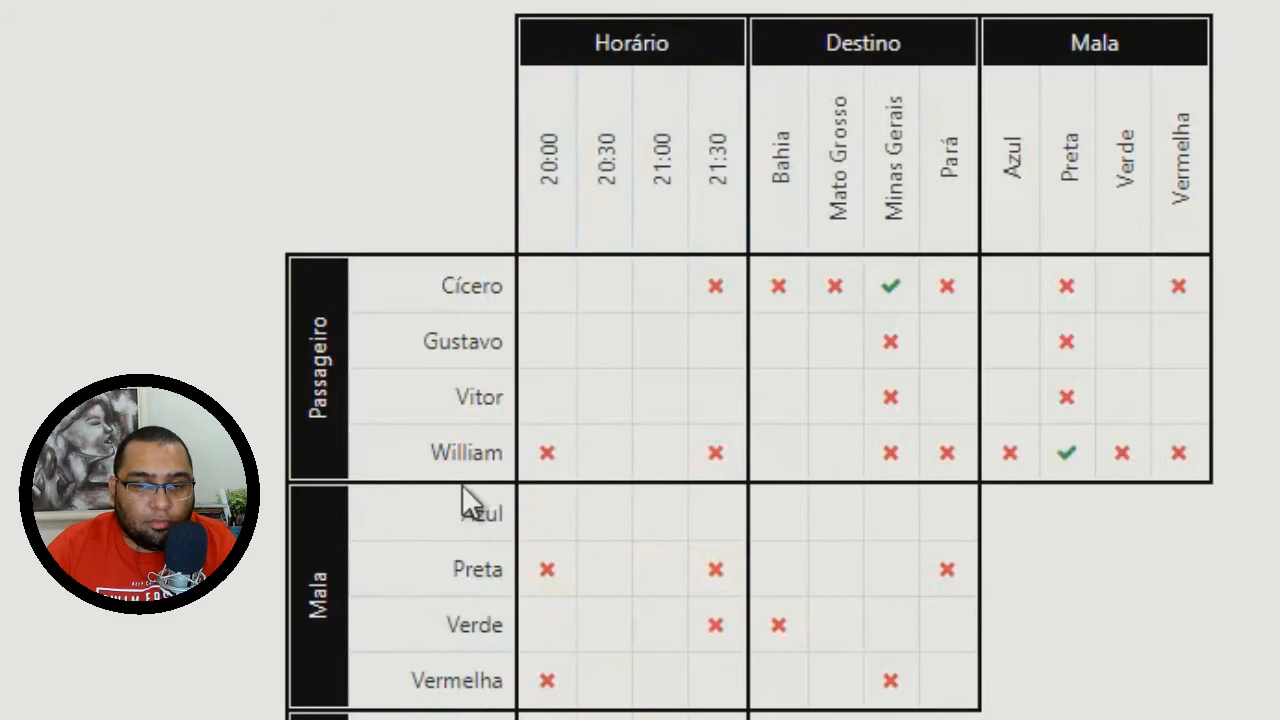 Horário Destino Mala
20:00 20:30 21:00 21:30 Bahia Mato Grosso Minas Gerais Pará Azul Preta Verde Vermelha
Passageiro
Cícero
Gustavo
Vitor
William
Mala
Azul
Preta
Verde
Vermelha